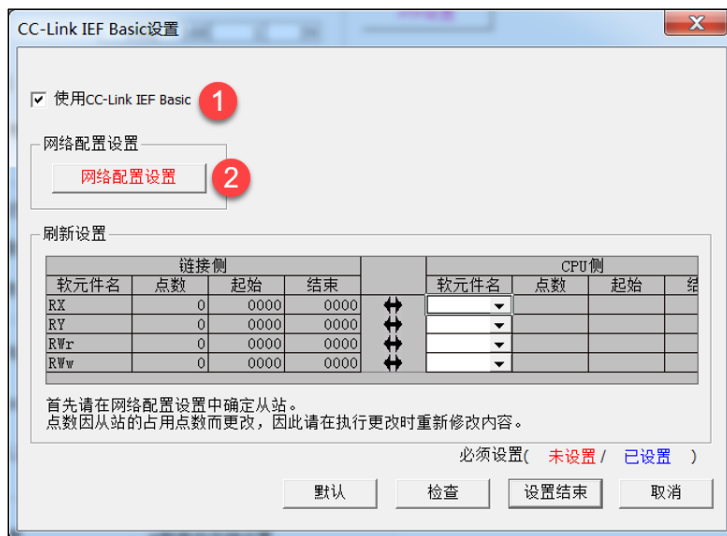 CC-Link IEF Basic设置
使用CC-Link IEF Basic 1
网络配置设置
网络配置设置 2
刷新设置
链接侧 CPU侧
软元件名 点数 起始 结束 软元件名 点数 起始
RX 0 0000 0000
RY 0 0000 0000
RWr 0 0000 0000
RWw 0 0000 0000
首先请在网络配置设置中确定从站。
点数因从站的占用点数而更改，因此请在执行更改时重新修改内容。
必须设置( 未设置 / 已设置 )
默认 检查 设置结束 取消